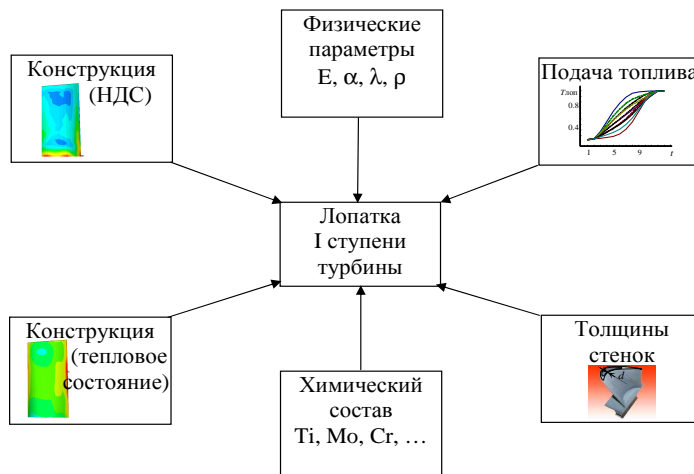 Физические
параметры
E, α, λ, ρ
Конструкция
(НДС)
Подача топлива
Tлоп
0.8
0.4
1 5 9 t
Лопатка
I ступени
турбины
Конструкция
(тепловое
состояние)
Химический
состав
Ti, Mo, Cr, …
Толщины
стенок
d